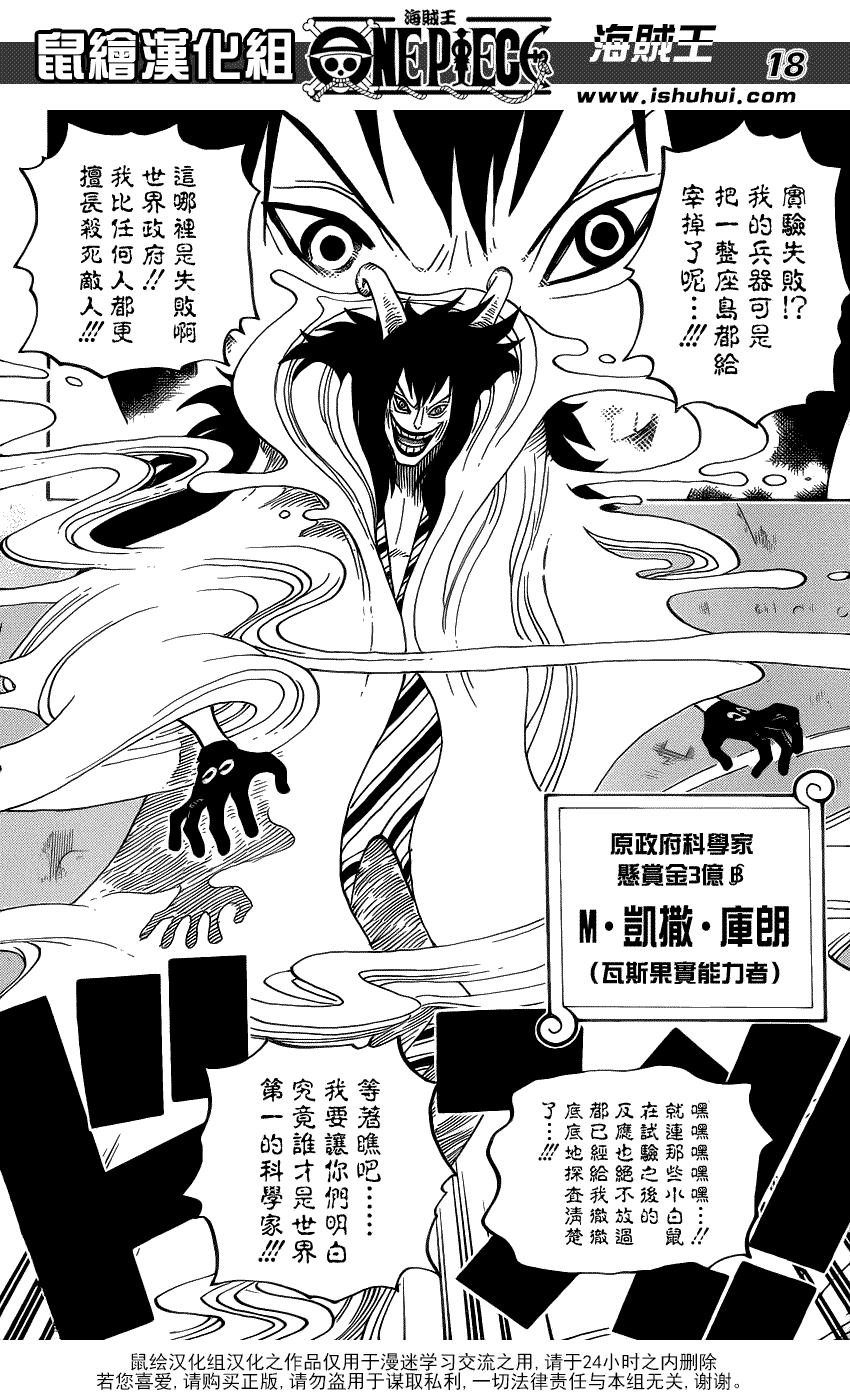 鼠繪漢化組
海賊王
ONE PIECE
海賊王
18
www.ishuhui.com
實驗失敗!?
我的兵器可是
把一整座島都給
宰掉了呢…!!!
這哪裡是失敗啊
世界政府!!
我比任何人都更
擅長殺死敵人!!!
原政府科學家
懸賞金3億฿
M·凱撒·庫朗
(瓦斯果實能力者)
嘿嘿嘿嘿嘿…!!
就連那些小白鼠
在試驗之後的
反應也絕不放過
都已經給我徹徹
底底地探查清楚
了…!!!
等著瞧吧……
我要讓你們明白
究竟誰才是世界
第一的科學家!!!
鼠绘汉化组汉化之作品仅用于漫迷学习交流之用,请于24小时之内删除
若您喜爱,请购买正版,请勿盗用于谋取私利,一切法律责任与本组无关,谢谢。